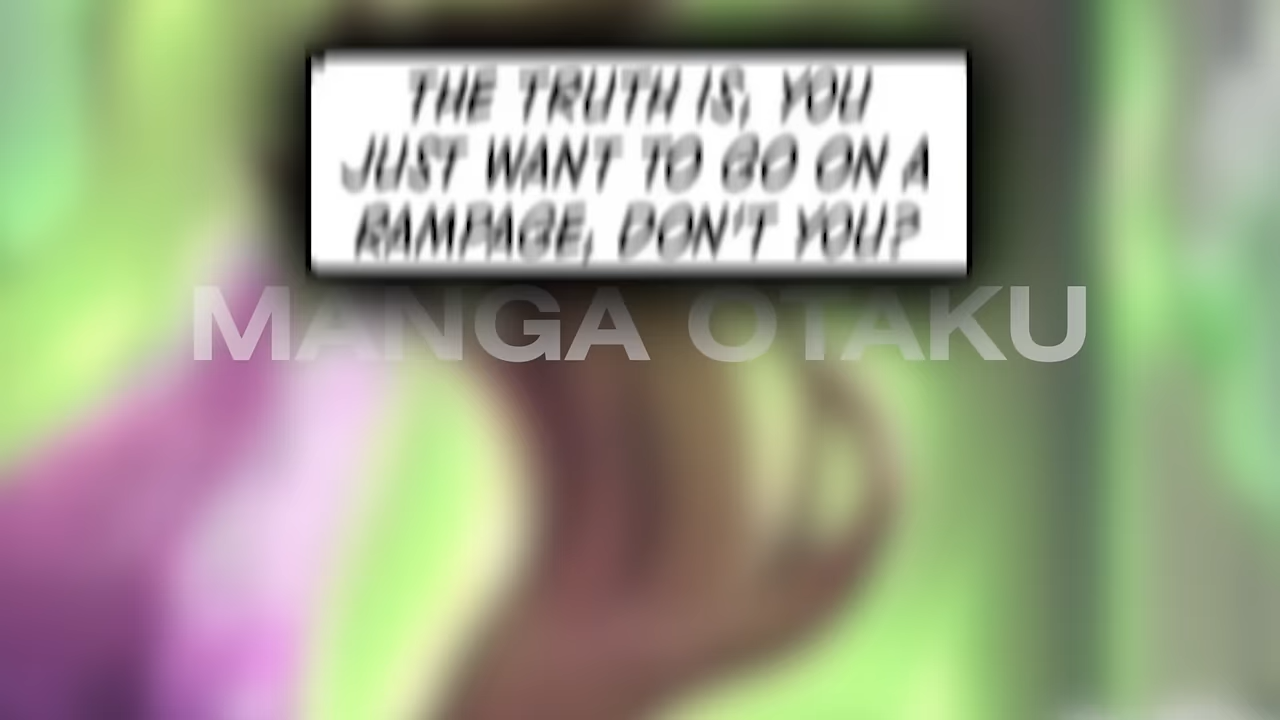 THE TRUTH IS, YOU
JUST WANT TO GO ON A
RAMPAGE, DON'T YOU?
MANGA OTAKU